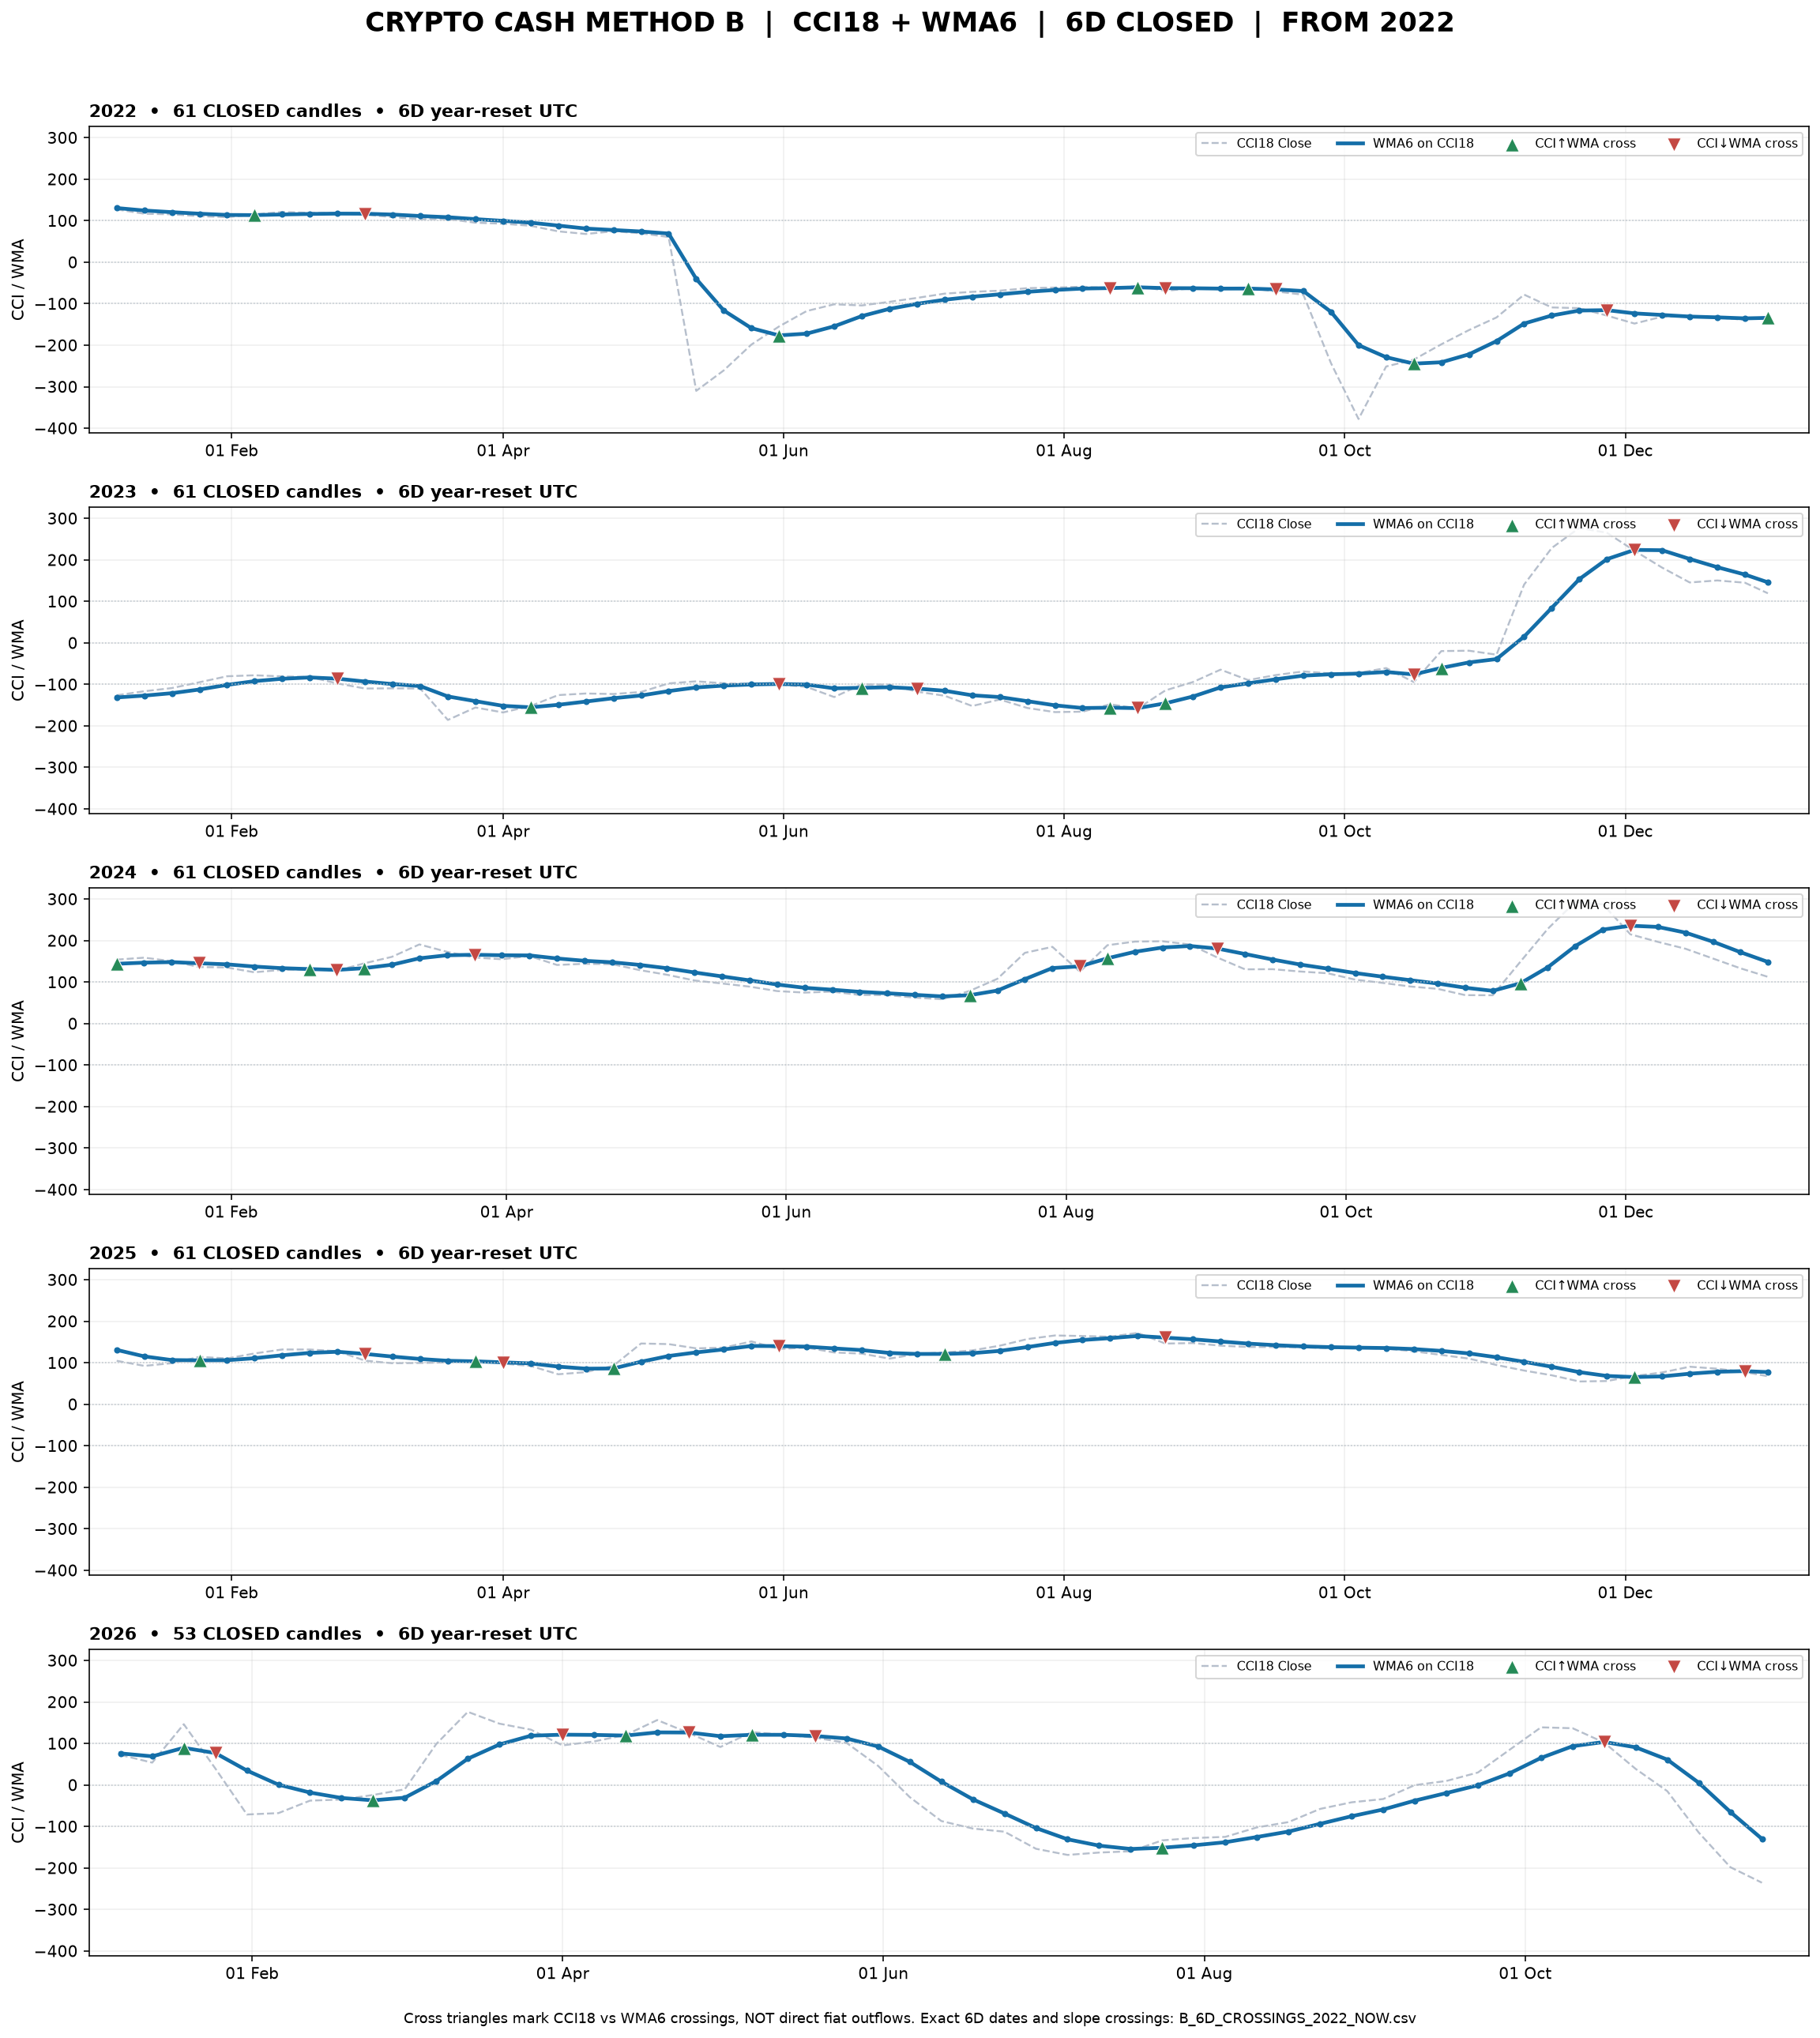 CRYPTO CASH METHOD B | CCI18 + WMA6 | 6D CLOSED | FROM 2022
2022 • 61 CLOSED candles • 6D year-reset UTC
CCI18 Close WMA6 on CCI18 CCI↑WMA cross CCI↓WMA cross
300
200
100
0
−100
−200
−300
−400
CCI / WMA
01 Feb 01 Apr 01 Jun 01 Aug 01 Oct 01 Dec
2023 • 61 CLOSED candles • 6D year-reset UTC
CCI18 Close WMA6 on CCI18 CCI↑WMA cross CCI↓WMA cross
300
200
100
0
−100
−200
−300
−400
CCI / WMA
01 Feb 01 Apr 01 Jun 01 Aug 01 Oct 01 Dec
2024 • 61 CLOSED candles • 6D year-reset UTC
CCI18 Close WMA6 on CCI18 CCI↑WMA cross CCI↓WMA cross
300
200
100
0
−100
−200
−300
−400
CCI / WMA
01 Feb 01 Apr 01 Jun 01 Aug 01 Oct 01 Dec
2025 • 61 CLOSED candles • 6D year-reset UTC
CCI18 Close WMA6 on CCI18 CCI↑WMA cross CCI↓WMA cross
300
200
100
0
−100
−200
−300
−400
CCI / WMA
01 Feb 01 Apr 01 Jun 01 Aug 01 Oct 01 Dec
2026 • 53 CLOSED candles • 6D year-reset UTC
CCI18 Close WMA6 on CCI18 CCI↑WMA cross CCI↓WMA cross
300
200
100
0
−100
−200
−300
−400
CCI / WMA
01 Feb 01 Apr 01 Jun 01 Aug 01 Oct
Cross triangles mark CCI18 vs WMA6 crossings, NOT direct fiat outflows. Exact 6D dates and slope crossings: B_6D_CROSSINGS_2022_NOW.csv